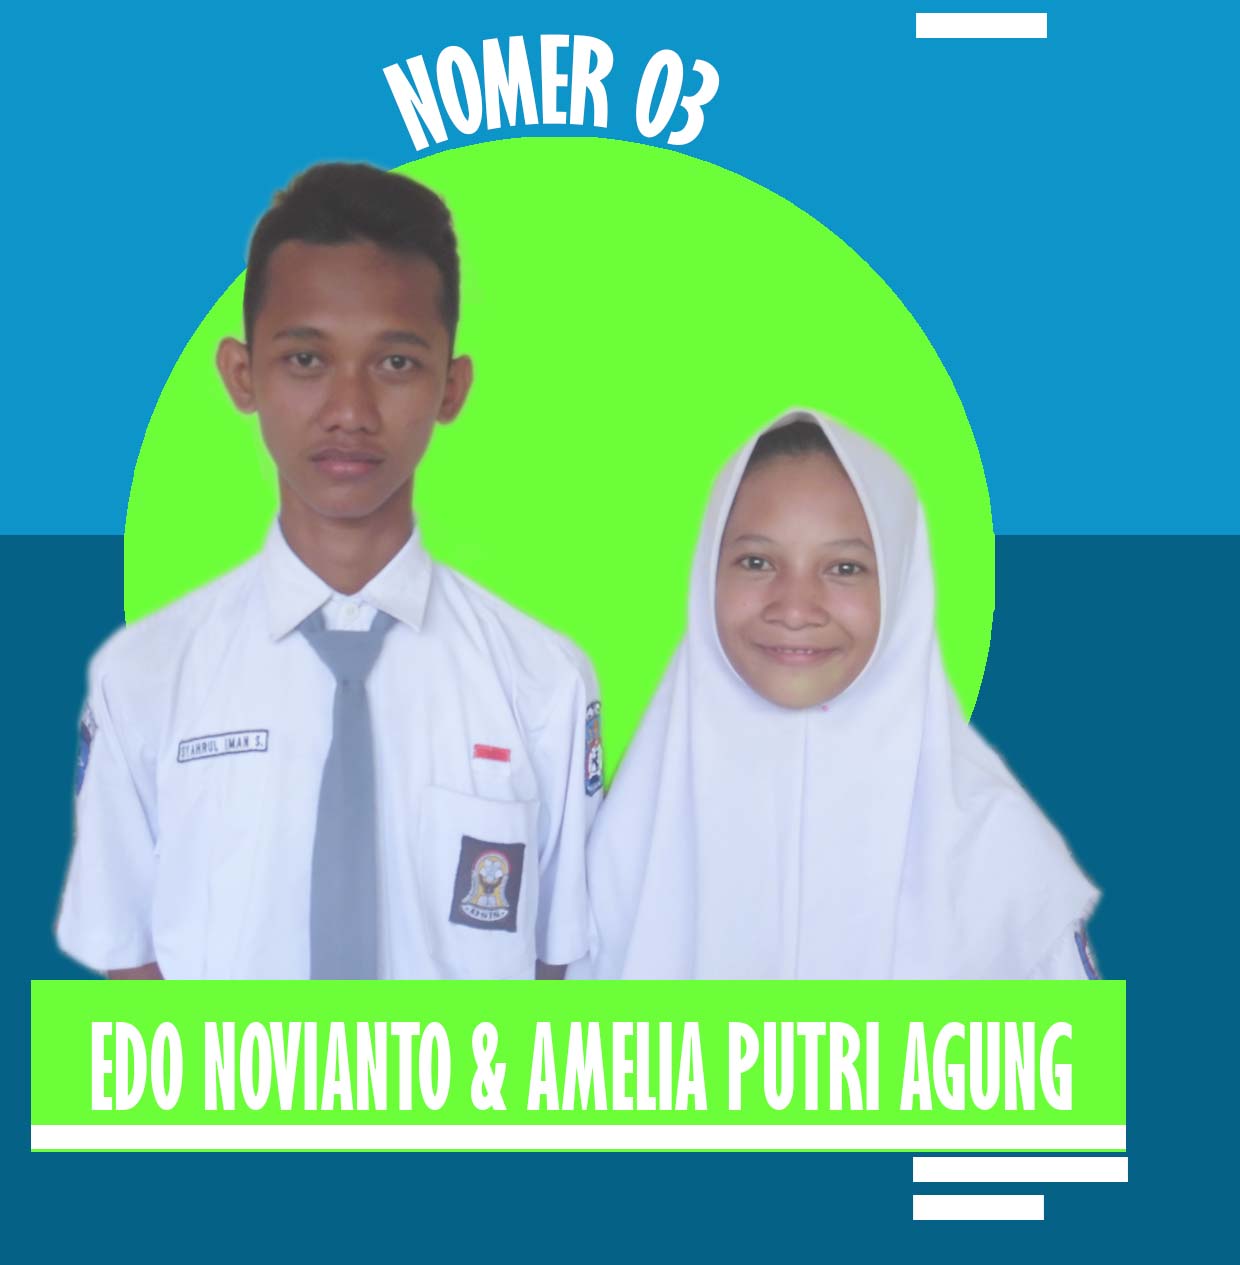 NOMER 03
SYAHRUL IMAN S.
OSIS
EDO NOVIANTO & AMELIA PUTRI AGUNG